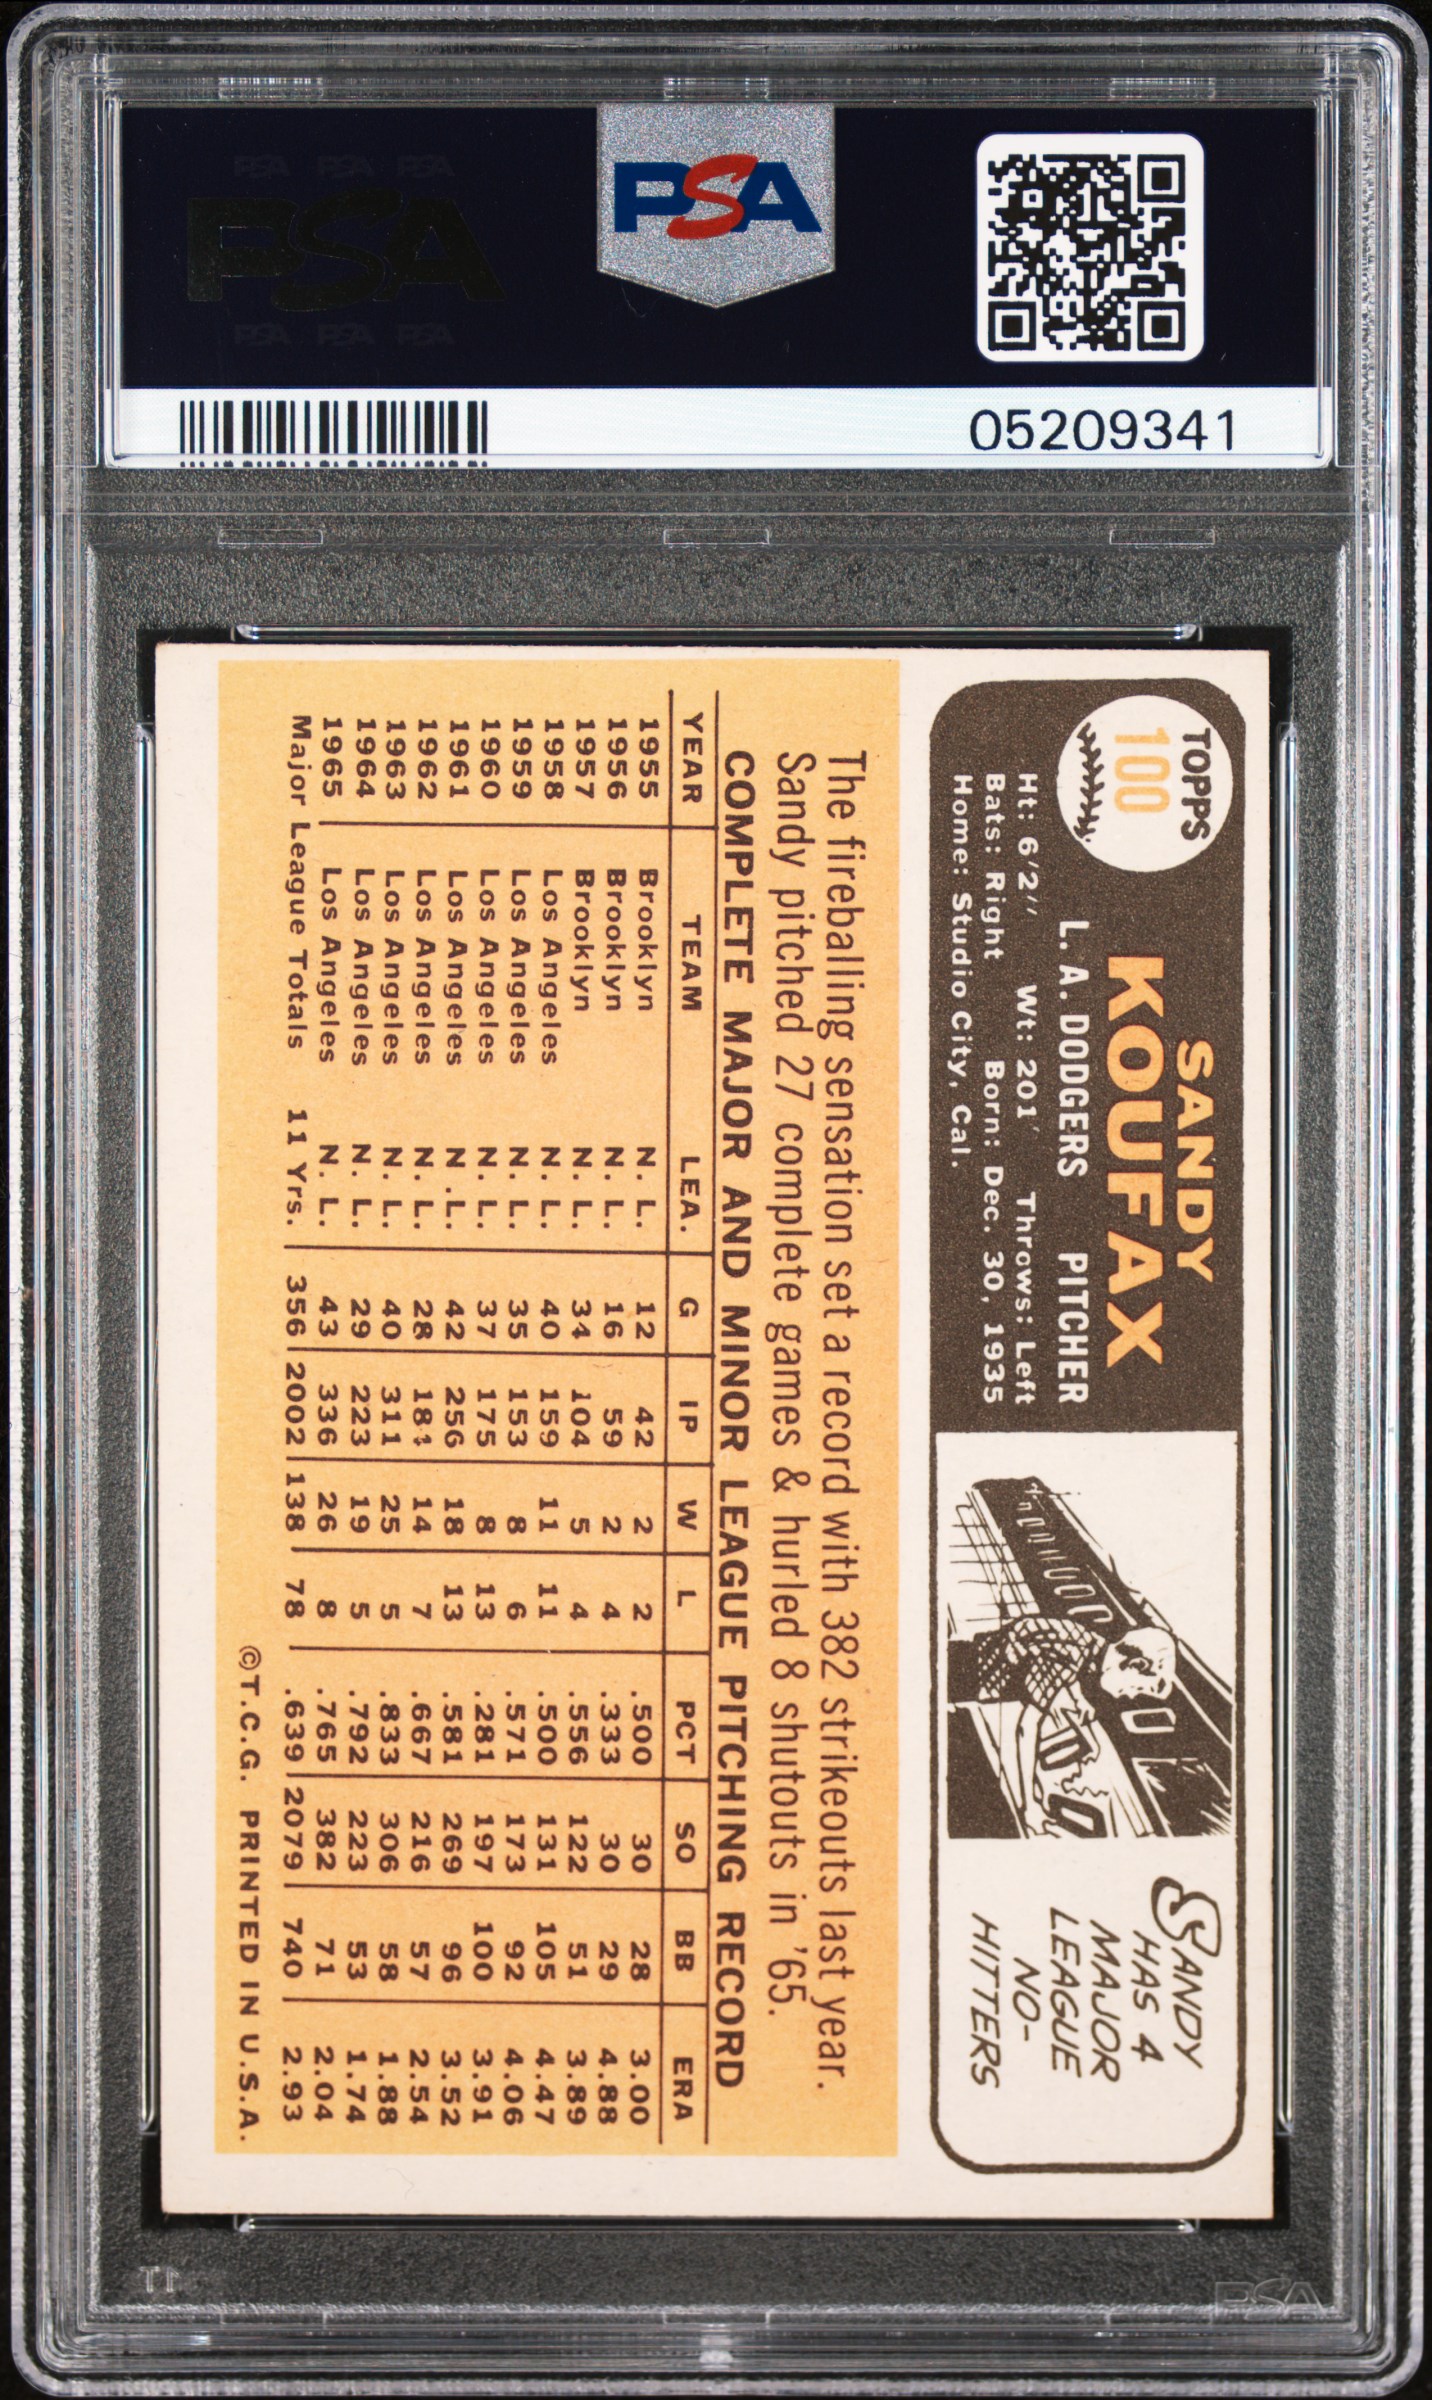 PSA PSA PSA
PSA
PSA PSA PSA
PSA
05209341
TOPPS
100
SANDY
KOUFAX
L. A. DODGERS PITCHER
Ht: 6'2" Wt: 201 Throws: Left
Bats: Right Born: Dec. 30, 1935
Home: Studio City, Cal.
SANDY
HAS 4
MAJOR
LEAGUE
NO-
HITTERS
The fireballing sensation set a record with 382 strikeouts last year.
Sandy pitched 27 complete games & hurled 8 shutouts in '65.
COMPLETE MAJOR AND MINOR LEAGUE PITCHING RECORD
YEAR TEAM LEA. G IP W L PCT SO BB ERA
1955 Brooklyn N. L. 12 42 2 2 .500 30 28 3.00
1956 Brooklyn N. L. 16 59 2 4 .333 30 29 4.88
1957 Brooklyn N. L. 34 104 5 4 .556 122 51 3.89
1958 Los Angeles N. L. 40 159 11 11 .500 131 105 4.47
1959 Los Angeles N. L. 35 153 8 6 .571 173 92 4.06
1960 Los Angeles N. L. 37 175 8 13 .281 197 100 3.91
1961 Los Angeles N .L. 42 256 18 13 .581 269 96 3.52
1962 Los Angeles N. L. 28 184 14 7 .667 216 57 2.54
1963 Los Angeles N. L. 40 311 25 5 .833 306 58 1.88
1964 Los Angeles N. L. 29 223 19 5 .792 223 53 1.74
1965 Los Angeles N. L. 43 336 26 8 .765 382 71 2.04
Major League Totals 11 Yrs. 356 2002 138 78 .639 2079 740 2.93
©T.C.G. PRINTED IN U.S.A.
PSA